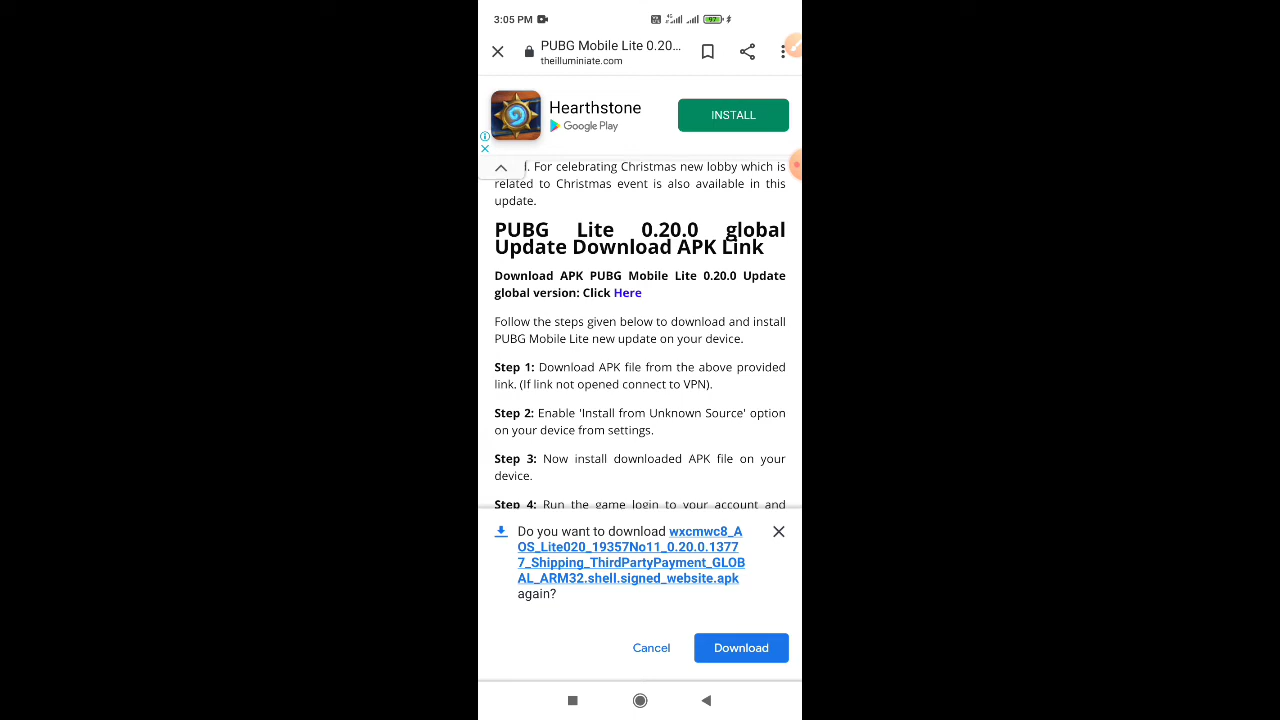 3:05 PM
4G
97
PUBG Mobile Lite 0.20...
theilluminiate.com
Hearthstone
Google Play
INSTALL
l. For celebrating Christmas new lobby which is
related to Christmas event is also available in this
update.
PUBG Lite 0.20.0 global
Update Download APK Link
Download APK PUBG Mobile Lite 0.20.0 Update
global version: Click Here
Follow the steps given below to download and install
PUBG Mobile Lite new update on your device.
Step 1: Download APK file from the above provided
link. (If link not opened connect to VPN).
Step 2: Enable 'Install from Unknown Source' option
on your device from settings.
Step 3: Now install downloaded APK file on your
device.
Step 4: Run the game login to your account and
Do you want to download wxcmwc8_A
OS_Lite020_19357No11_0.20.0.1377
7_Shipping_ThirdPartyPayment_GLOB
AL_ARM32.shell.signed_website.apk
again?
Cancel
Download